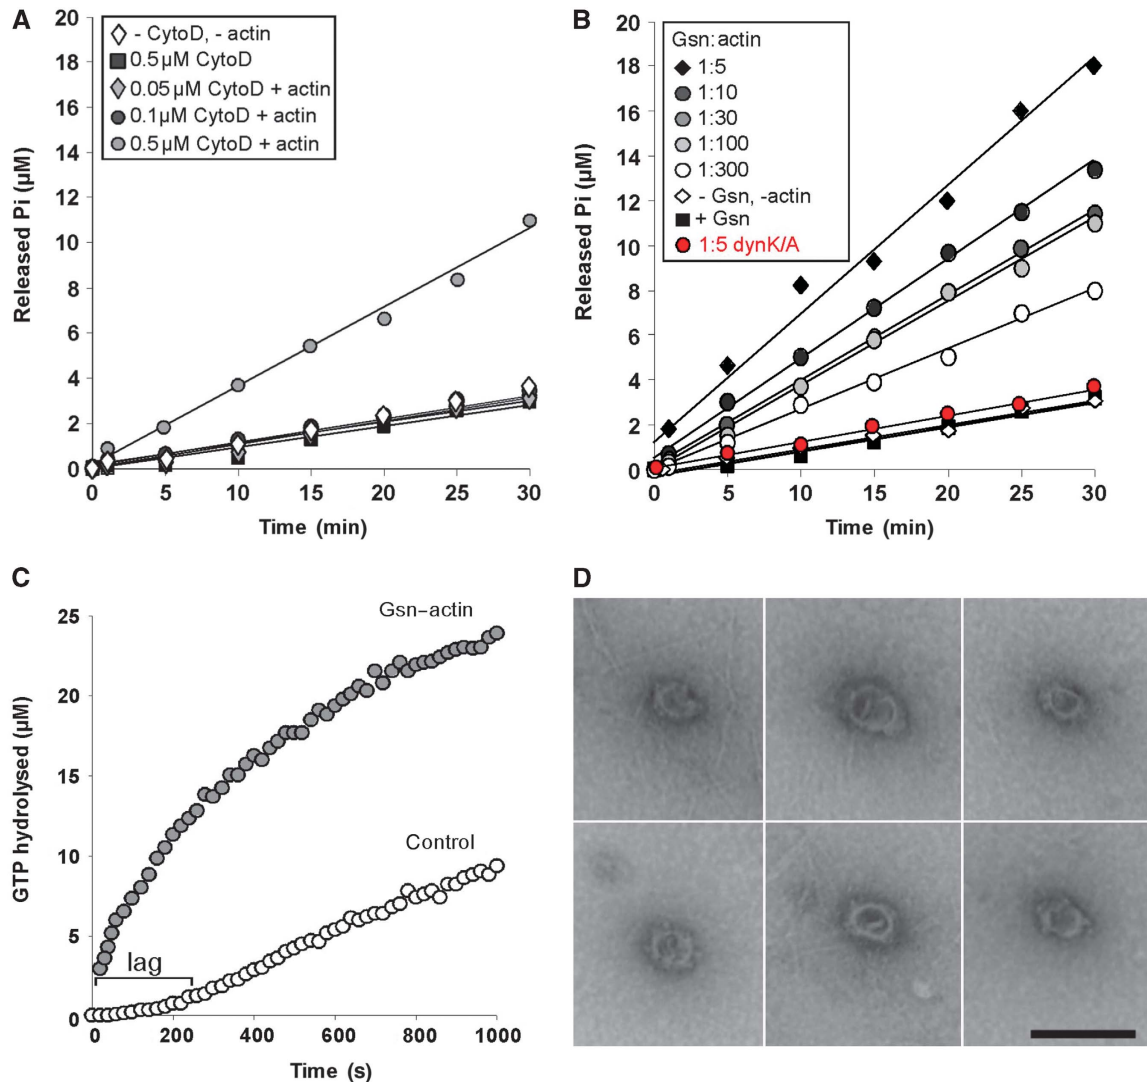 A
- CytoD, - actin
0.5 µM CytoD
0.05 µM CytoD + actin
0.1 µM CytoD + actin
0.5 µM CytoD + actin
Released Pi (µM)
20
18
16
14
12
10
8
6
4
2
0
0 5 10 15 20 25 30
Time (min)
B
Gsn:actin
1:5
1:10
1:30
1:100
1:300
- Gsn, -actin
+ Gsn
1:5 dynK/A
Released Pi (µM)
20
18
16
14
12
10
8
6
4
2
0
0 5 10 15 20 25 30
Time (min)
C
Gsn–actin
Control
lag
GTP hydrolysed (µM)
25
20
15
10
5
0
0 200 400 600 800 1000
Time (s)
D